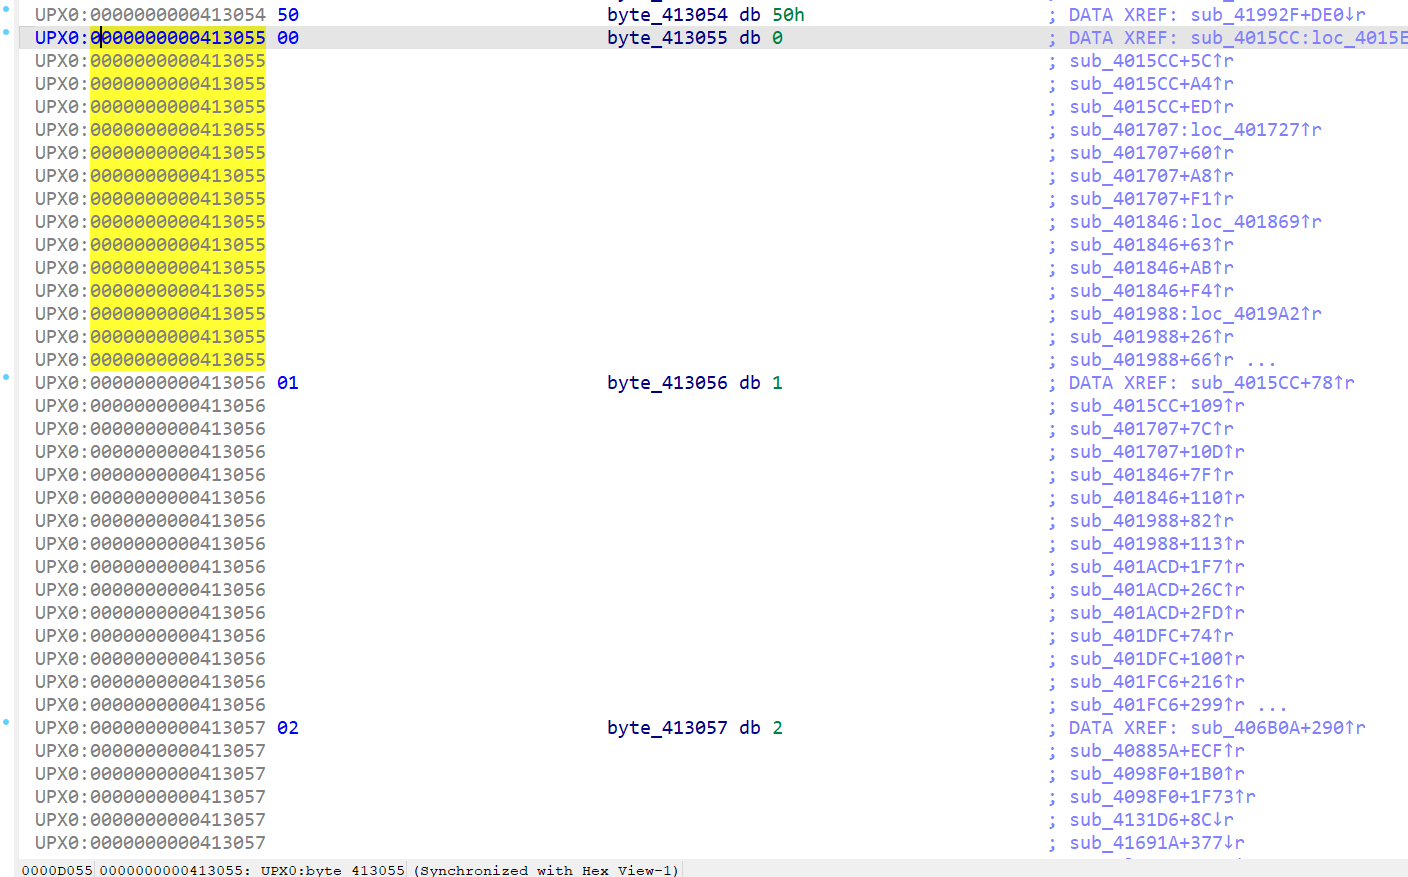 UPX0:0000000000413054 50 byte_413054 db 50h ; DATA XREF: sub_41992F+DE0↓r
UPX0:0000000000413055 00 byte_413055 db 0 ; DATA XREF: sub_4015CC:loc_4015E
UPX0:0000000000413055 ; sub_4015CC+5C↑r
UPX0:0000000000413055 ; sub_4015CC+A4↑r
UPX0:0000000000413055 ; sub_4015CC+ED↑r
UPX0:0000000000413055 ; sub_401707:loc_401727↑r
UPX0:0000000000413055 ; sub_401707+60↑r
UPX0:0000000000413055 ; sub_401707+A8↑r
UPX0:0000000000413055 ; sub_401707+F1↑r
UPX0:0000000000413055 ; sub_401846:loc_401869↑r
UPX0:0000000000413055 ; sub_401846+63↑r
UPX0:0000000000413055 ; sub_401846+AB↑r
UPX0:0000000000413055 ; sub_401846+F4↑r
UPX0:0000000000413055 ; sub_401988:loc_4019A2↑r
UPX0:0000000000413055 ; sub_401988+26↑r
UPX0:0000000000413055 ; sub_401988+66↑r ...
UPX0:0000000000413056 01 byte_413056 db 1 ; DATA XREF: sub_4015CC+78↑r
UPX0:0000000000413056 ; sub_4015CC+109↑r
UPX0:0000000000413056 ; sub_401707+7C↑r
UPX0:0000000000413056 ; sub_401707+10D↑r
UPX0:0000000000413056 ; sub_401846+7F↑r
UPX0:0000000000413056 ; sub_401846+110↑r
UPX0:0000000000413056 ; sub_401988+82↑r
UPX0:0000000000413056 ; sub_401988+113↑r
UPX0:0000000000413056 ; sub_401ACD+1F7↑r
UPX0:0000000000413056 ; sub_401ACD+26C↑r
UPX0:0000000000413056 ; sub_401ACD+2FD↑r
UPX0:0000000000413056 ; sub_401DFC+74↑r
UPX0:0000000000413056 ; sub_401DFC+100↑r
UPX0:0000000000413056 ; sub_401FC6+216↑r
UPX0:0000000000413056 ; sub_401FC6+299↑r ...
UPX0:0000000000413057 02 byte_413057 db 2 ; DATA XREF: sub_406B0A+290↑r
UPX0:0000000000413057 ; sub_40885A+ECF↑r
UPX0:0000000000413057 ; sub_4098F0+1B0↑r
UPX0:0000000000413057 ; sub_4098F0+1F73↑r
UPX0:0000000000413057 ; sub_4131D6+8C↓r
UPX0:0000000000413057 ; sub_41691A+377↓r
0000D055 0000000000413055: UPX0:byte_413055 (Synchronized with Hex View-1)